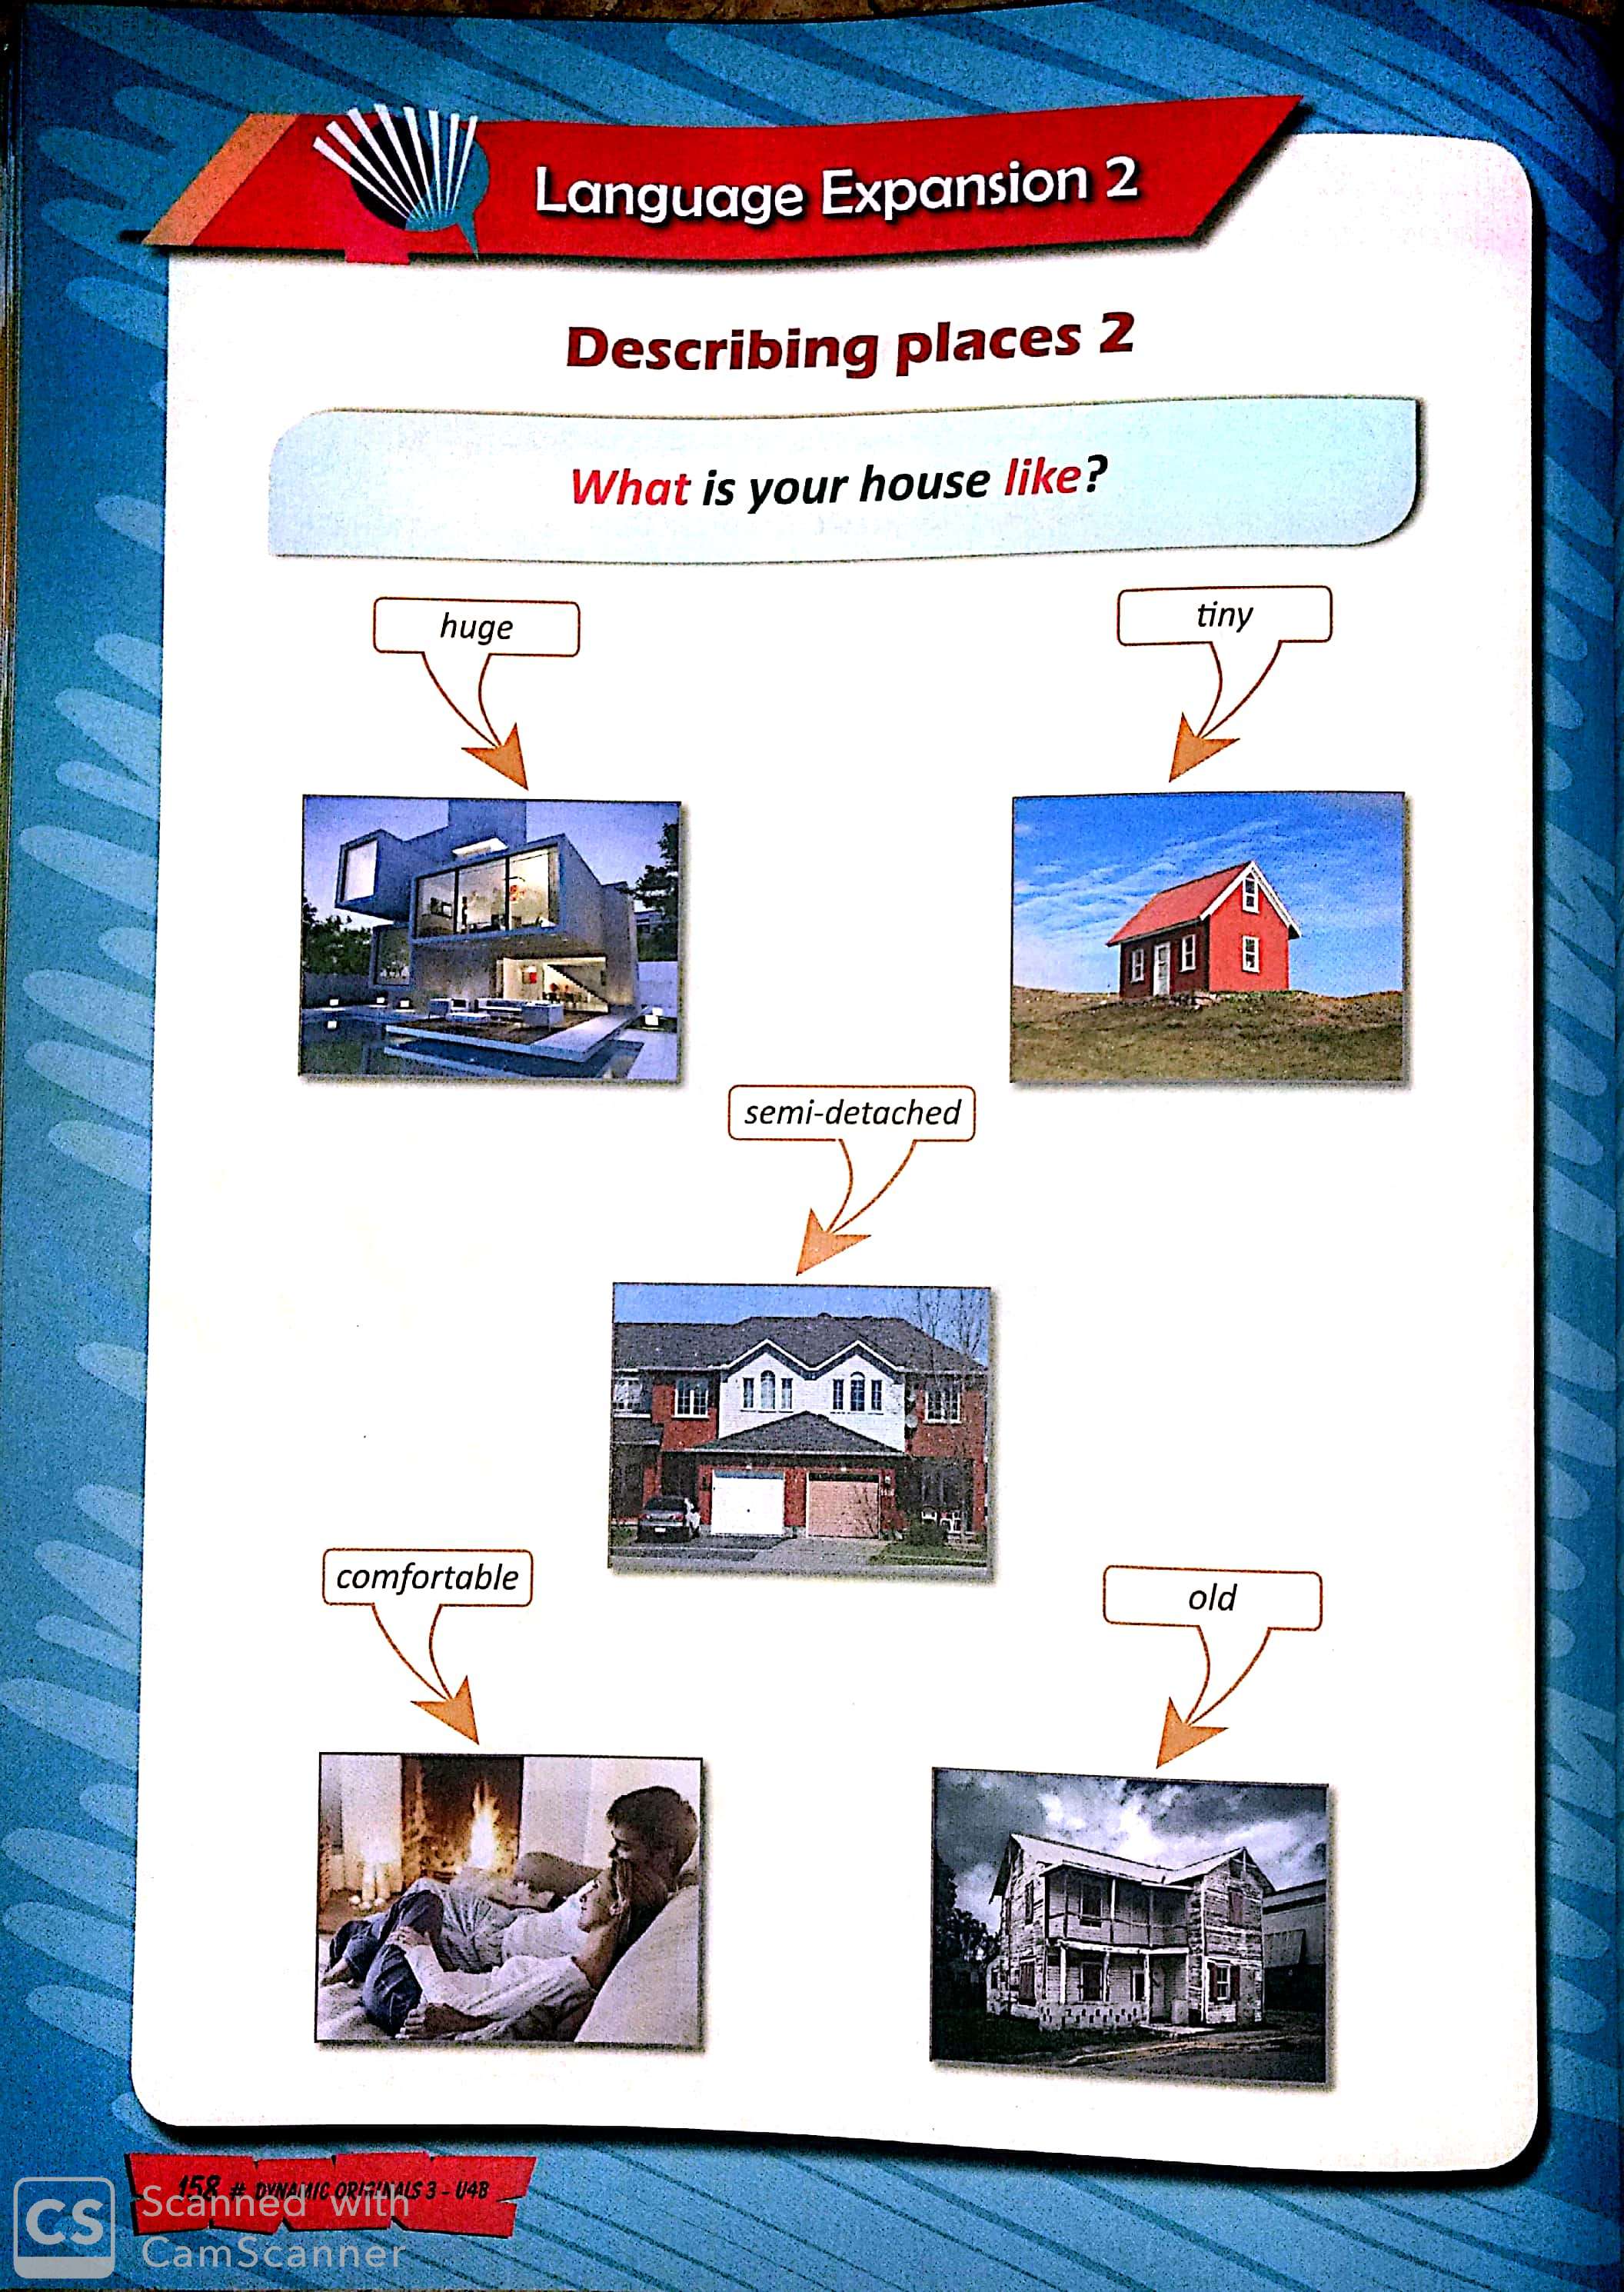 Language Expansion 2
Describing places 2
What is your house like?
huge
tiny
semi-detached
comfortable
old
158 # DYNAMIC ORIGINALS 3 - U4B
CS Scanned with
CamScanner